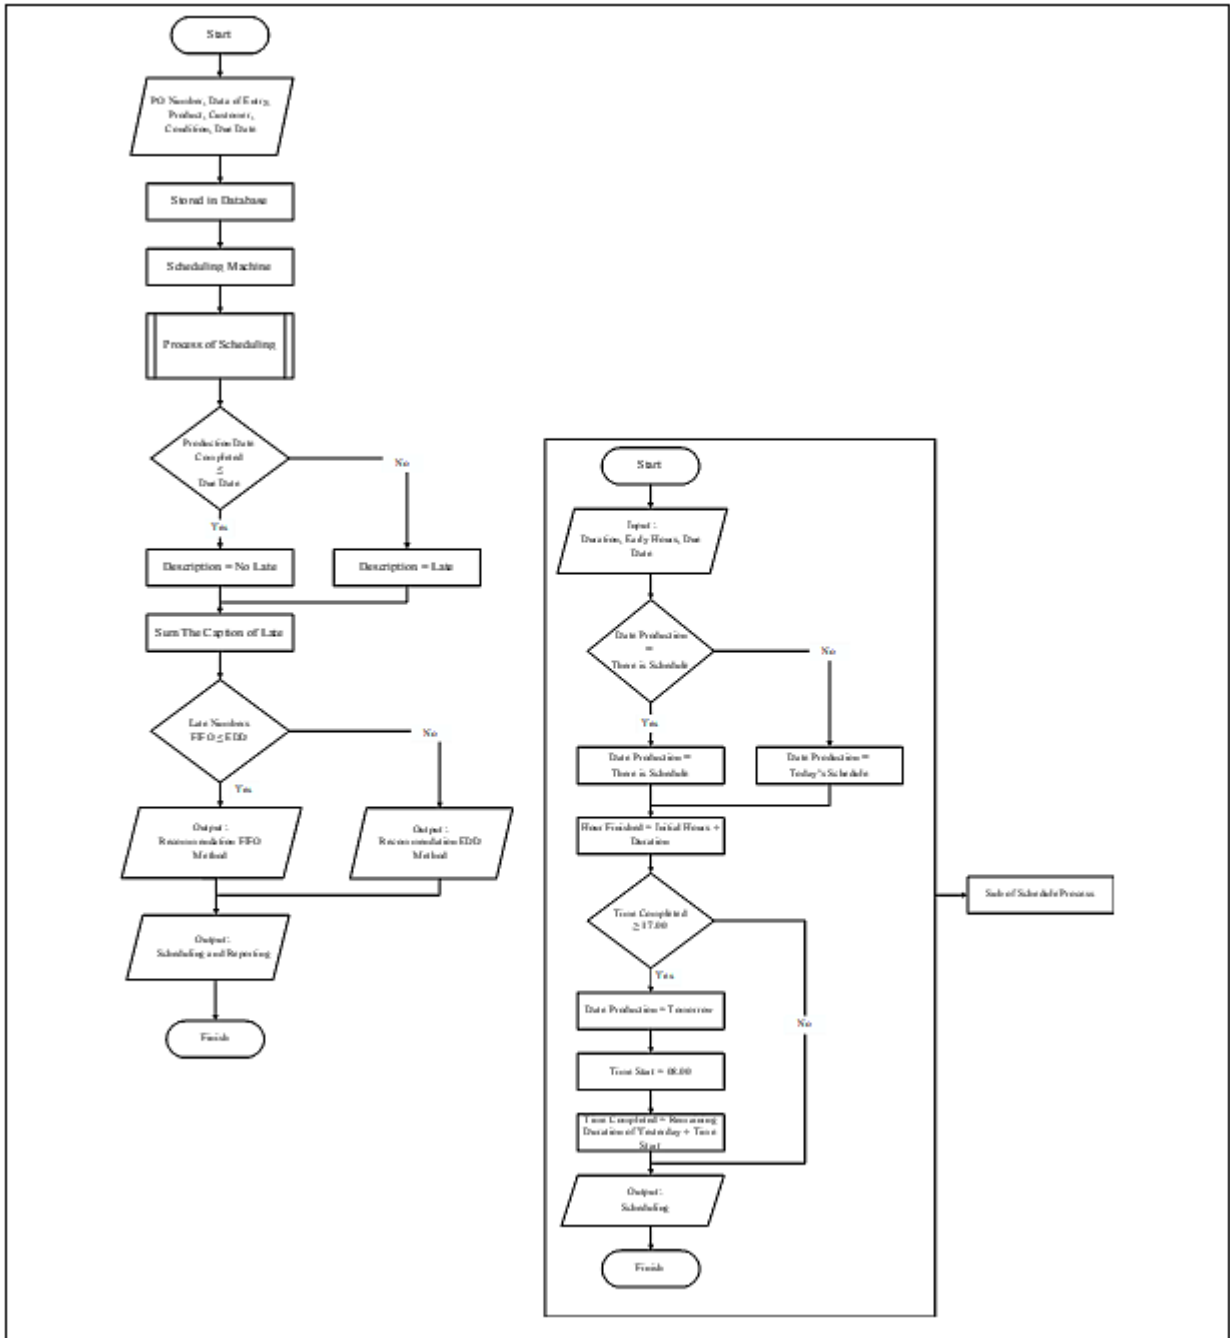 Start
PO Number, Date of Entry,
Product, Customer,
Condition, Due Date
Stored in Database
Scheduling Machine
Process of Scheduling
Production Date
Completed
≤
Due Date
No
Yes
Description = No Late
Description = Late
Sum The Caption of Late
Late Numbers
FIFO ≤ EDD
No
Yes
Output :
Recommendation FIFO
Method
Output :
Recommendation EDD
Method
Output :
Scheduling and Reporting
Finish
Start
Input :
Duration, Early Hours, Due
Date
Date Production
=
There is Schedule
No
Yes
Date Production =
There is Schedule
Date Production =
Today's Schedule
Hour Finished = Initial Hours +
Duration
Time Completed
≥ 17.00
Yes
No
Date Production = Tomorrow
Time Start = 08.00
Time Completed = Remaining
Duration of Yesterday + Time
Start
Output :
Scheduling
Finish
Sub of Schedule Process